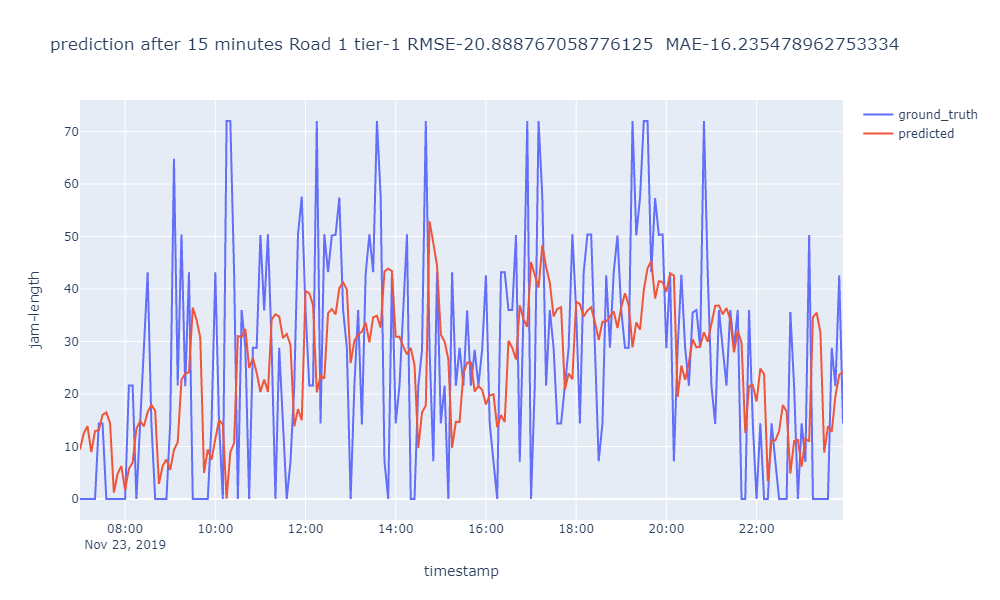 prediction after 15 minutes Road 1 tier-1 RMSE-20.888767058776125  MAE-16.235478962753334
ground_truth
predicted
70
60
50
40
30
20
10
0
jam-length
08:00 10:00 12:00 14:00 16:00 18:00 20:00 22:00
Nov 23, 2019
timestamp